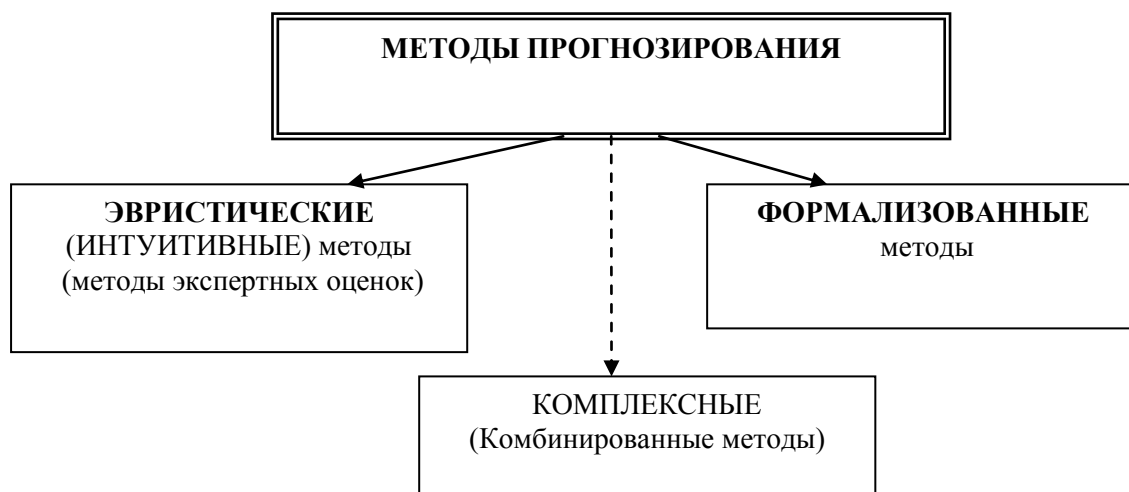 МЕТОДЫ ПРОГНОЗИРОВАНИЯ
ЭВРИСТИЧЕСКИЕ
(ИНТУИТИВНЫЕ) методы
(методы экспертных оценок)
ФОРМАЛИЗОВАННЫЕ
методы
КОМПЛЕКСНЫЕ
(Комбинированные методы)